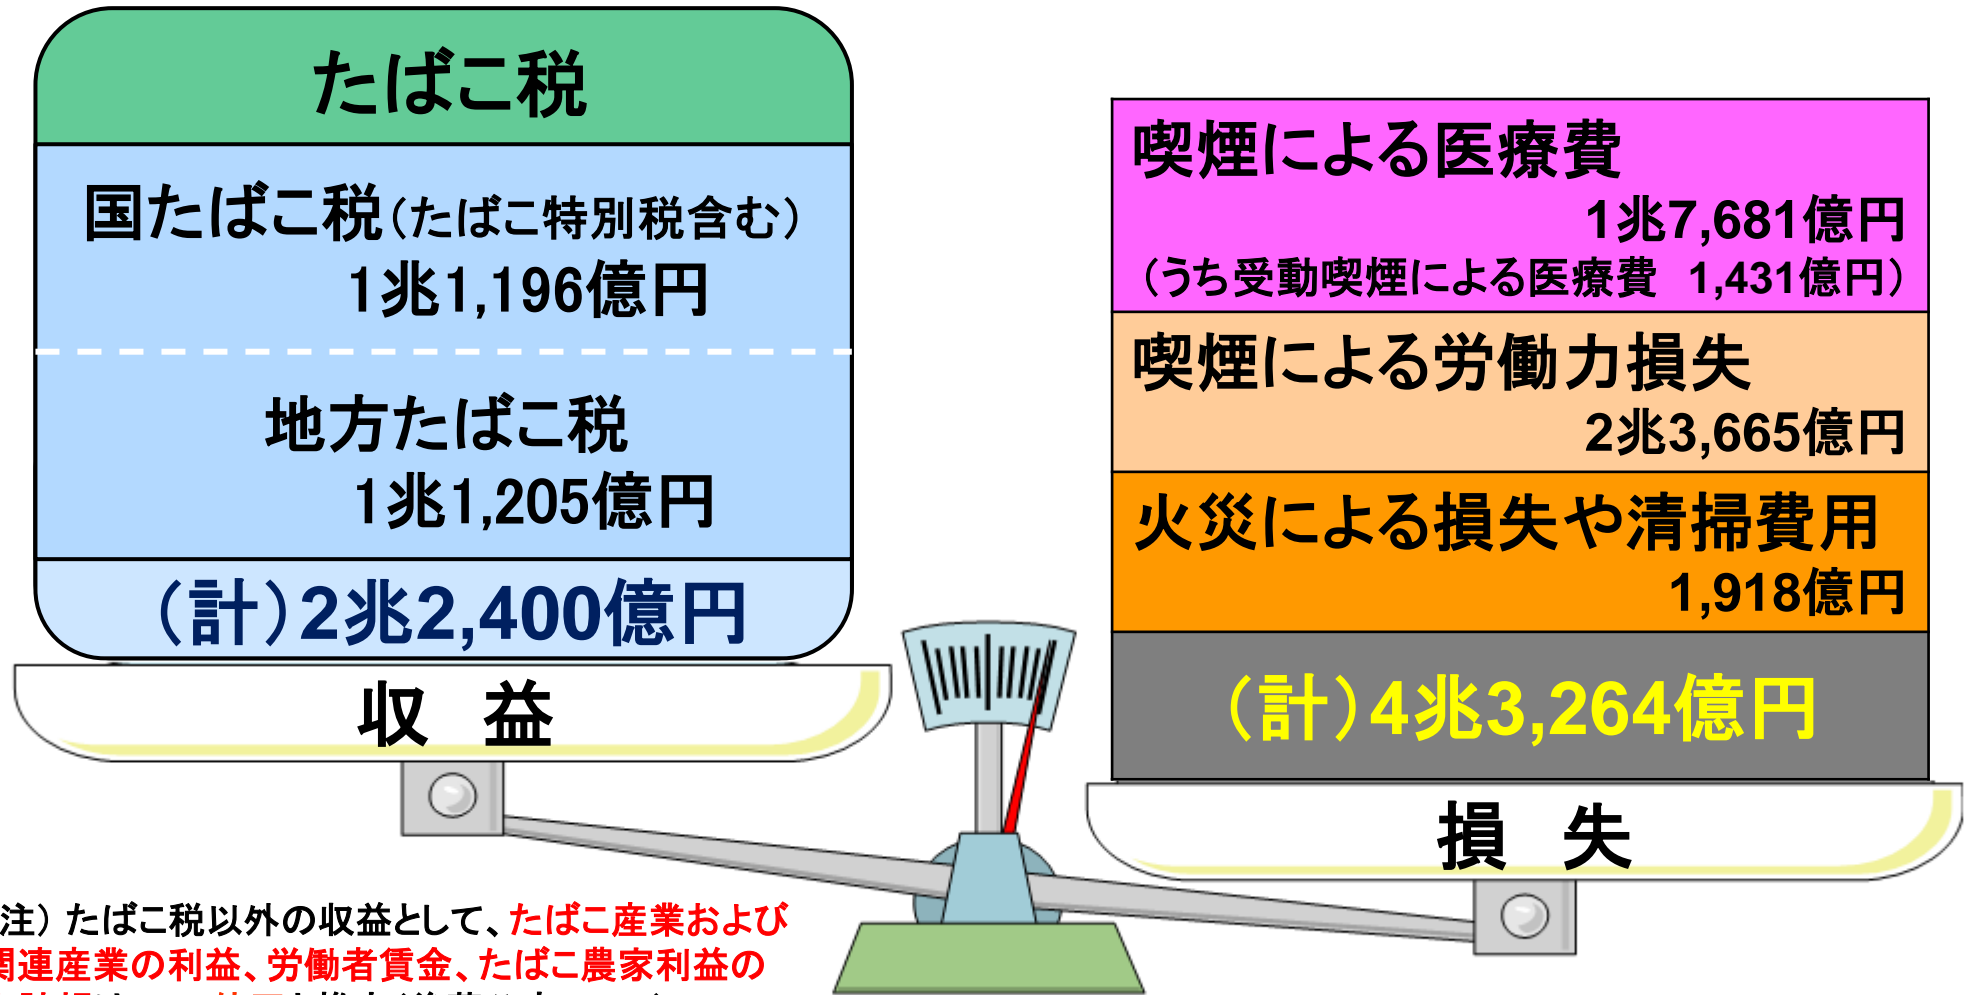 たばこ税
国たばこ税(たばこ特別税含む)
1兆1,196億円
地方たばこ税
1兆1,205億円
(計)2兆2,400億円
収 益
喫煙による医療費
1兆7,681億円
(うち受動喫煙による医療費 1,431億円)
喫煙による労働力損失
2兆3,665億円
火災による損失や清掃費用
1,918億円
(計)4兆3,264億円
損 失
注) たばこ税以外の収益として、たばこ産業および
関連産業の利益、労働者賃金、たばこ農家利益の